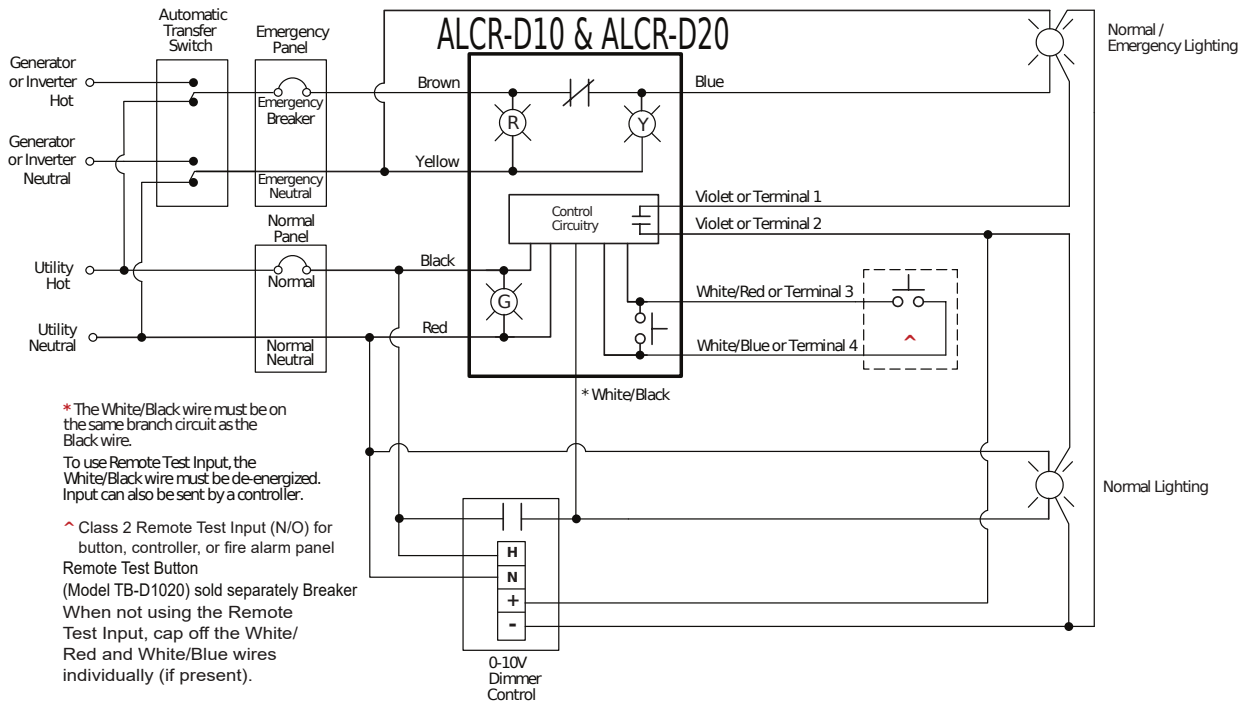 Automatic
Transfer
Switch
Emergency
Panel
ALCR-D10 & ALCR-D20
Normal /
Emergency Lighting
Generator
or Inverter
Hot
Brown
Blue
Emergency
Breaker
R
Y
Generator
or Inverter
Neutral
Yellow
Emergency
Neutral
Violet or Terminal 1
Control
Circuitry
Violet or Terminal 2
Normal
Panel
Utility
Hot
Black
Normal
G
White/Red or Terminal 3
Utility
Neutral
Red
Normal
Neutral
^
White/Blue or Terminal 4
* White/Black
* The White/Black wire must be on
the same branch circuit as the
Black wire.
To use Remote Test Input, the
White/Black wire must be de-energized.
Input can also be sent by a controller.
^ Class 2 Remote Test Input (N/O) for
button, controller, or fire alarm panel
Remote Test Button
(Model TB-D1020) sold separately Breaker
When not using the Remote
Test Input, cap off the White/
Red and White/Blue wires
individually (if present).
Normal Lighting
H
N
+
-
0-10V
Dimmer
Control